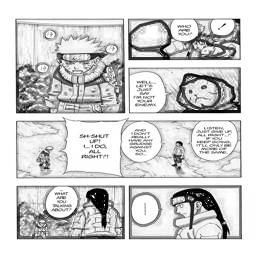 WHO
ARE
YOU?
WELL...
LET'S
JUST
SAY
I'M NOT
YOUR
ENEMY.
LISTEN,
JUST GIVE UP,
ALL RIGHT...? IF
YOU KEEP
GOING,
IT'LL ONLY BE
MORE OF
THE SAME.
AND
I DON'T
REALLY
HAVE ANY
GRUDGE
AGAINST
YOU,
SO...
SH-SHUT
UP!
I... I DO,
ALL
RIGHT?!
WHAT
ARE YOU
TALKING
ABOUT?